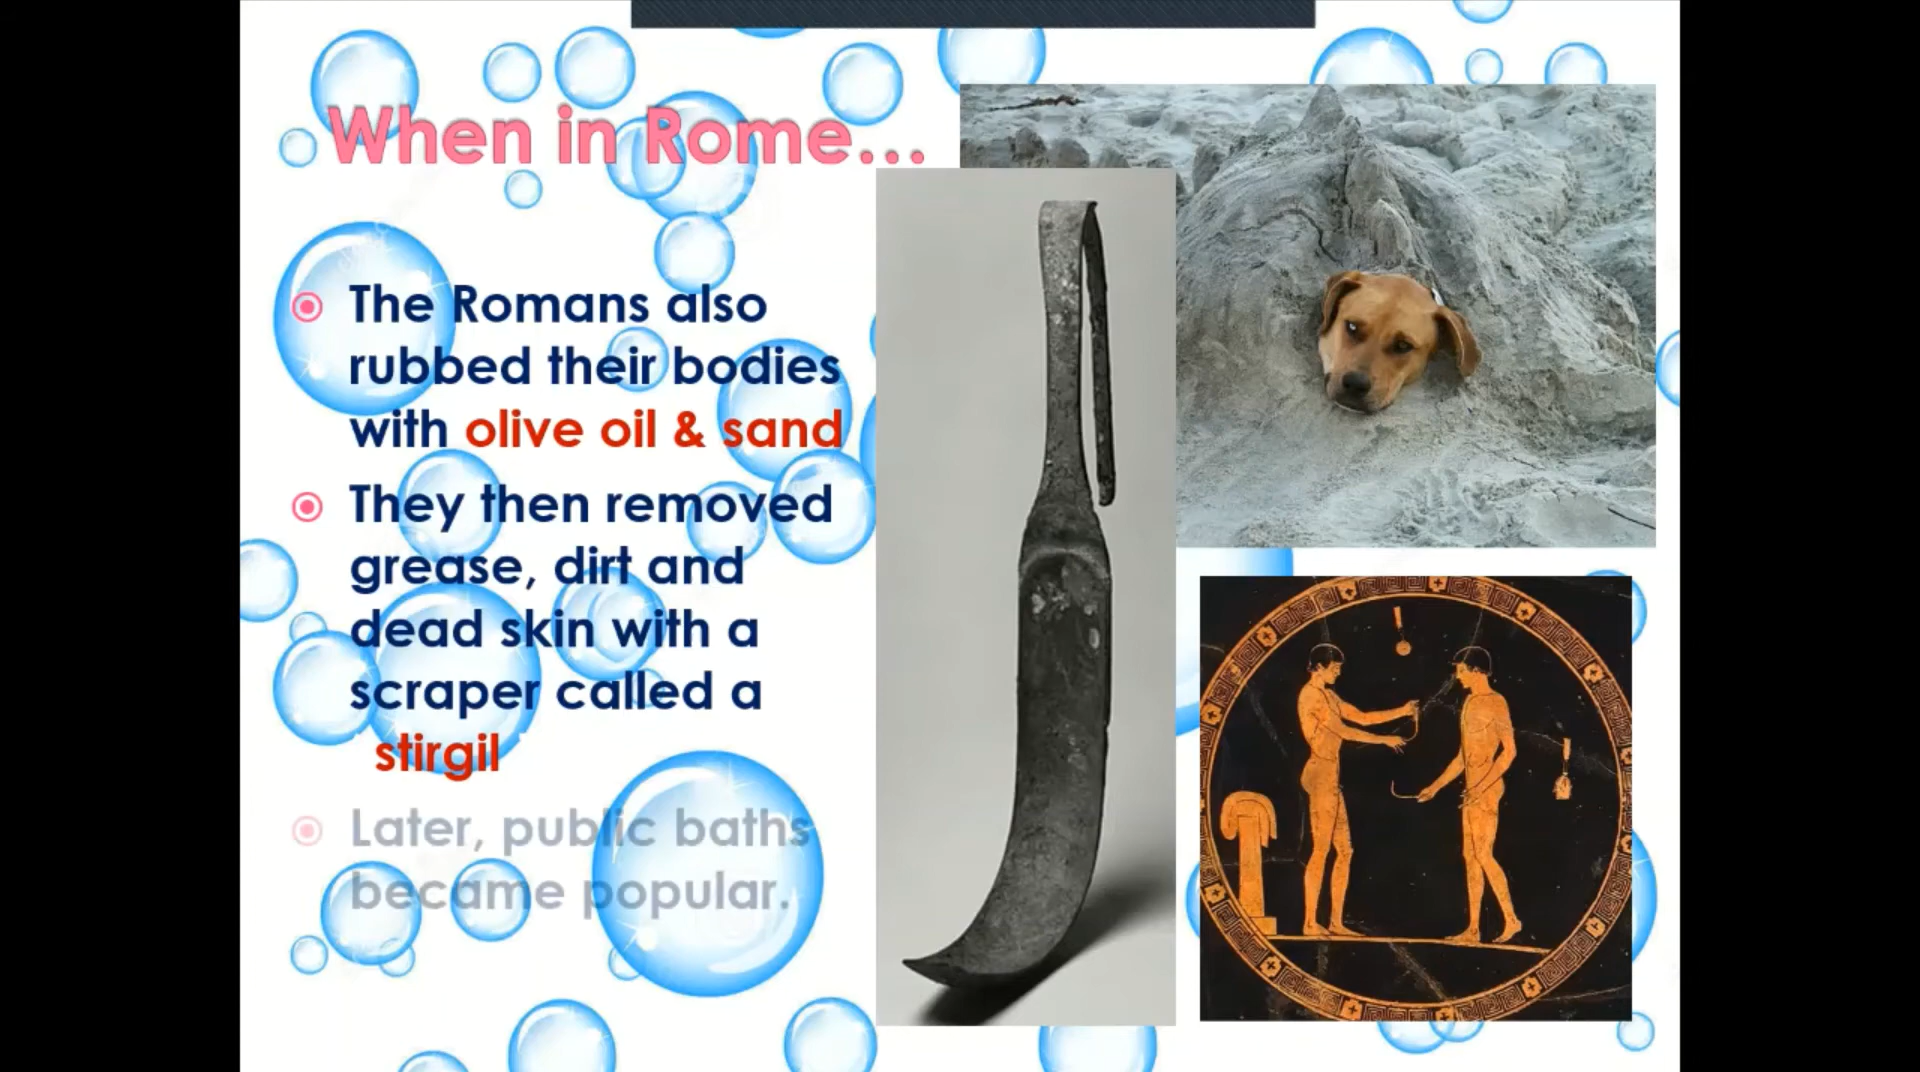 When in Rome...
The Romans also
rubbed their bodies
with olive oil & sand
They then removed
grease, dirt and
dead skin with a
scraper called a
stirgil
Later, public baths
became popular.